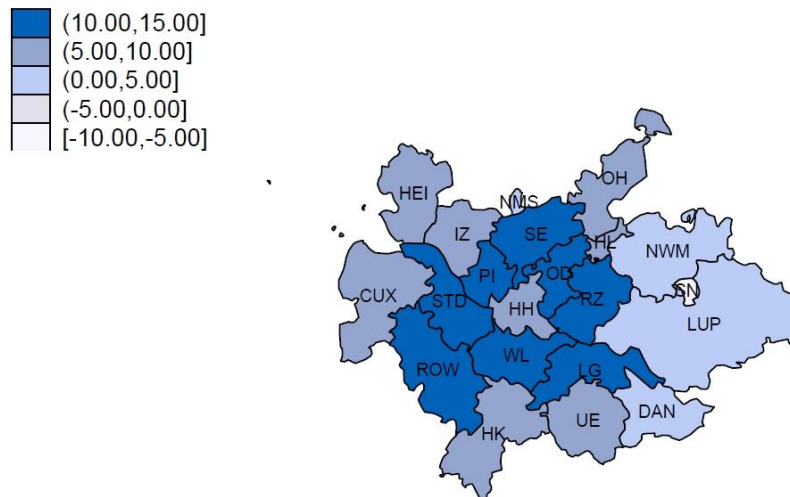 (10.00,15.00]
(5.00,10.00]
(0.00,5.00]
(-5.00,0.00]
[-10.00,-5.00]
OH
HEI
NMS
IZ
SE
HL
NWM
PI
OD
SN
CUX
STD
HH
RZ
LUP
WL
ROW
LG
DAN
UE
HK